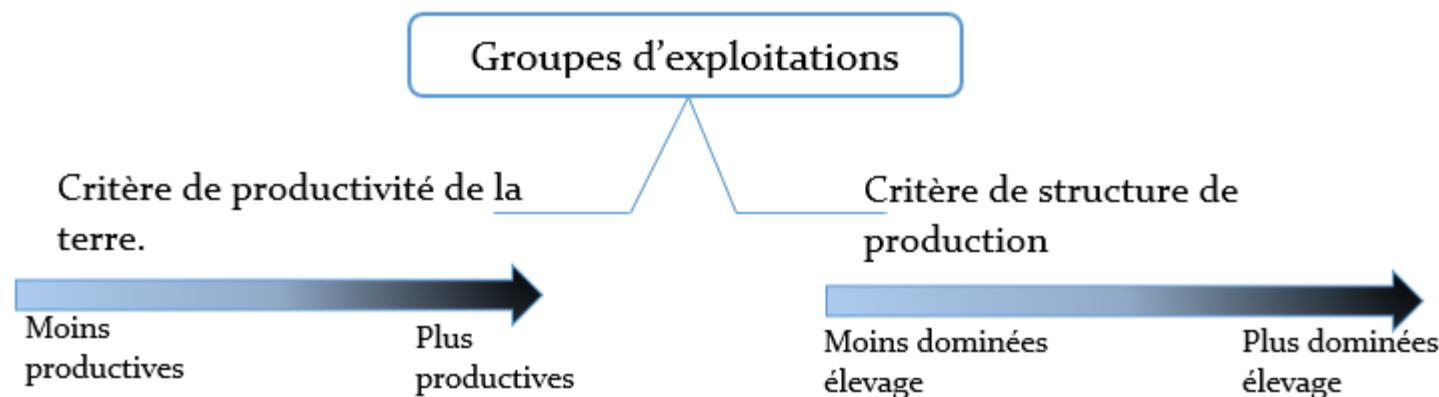 Groupes d’exploitations
Critère de productivité de la
terre.
Moins
productives
Plus
productives
Critère de structure de
production
Moins dominées
élevage
Plus dominées
élevage